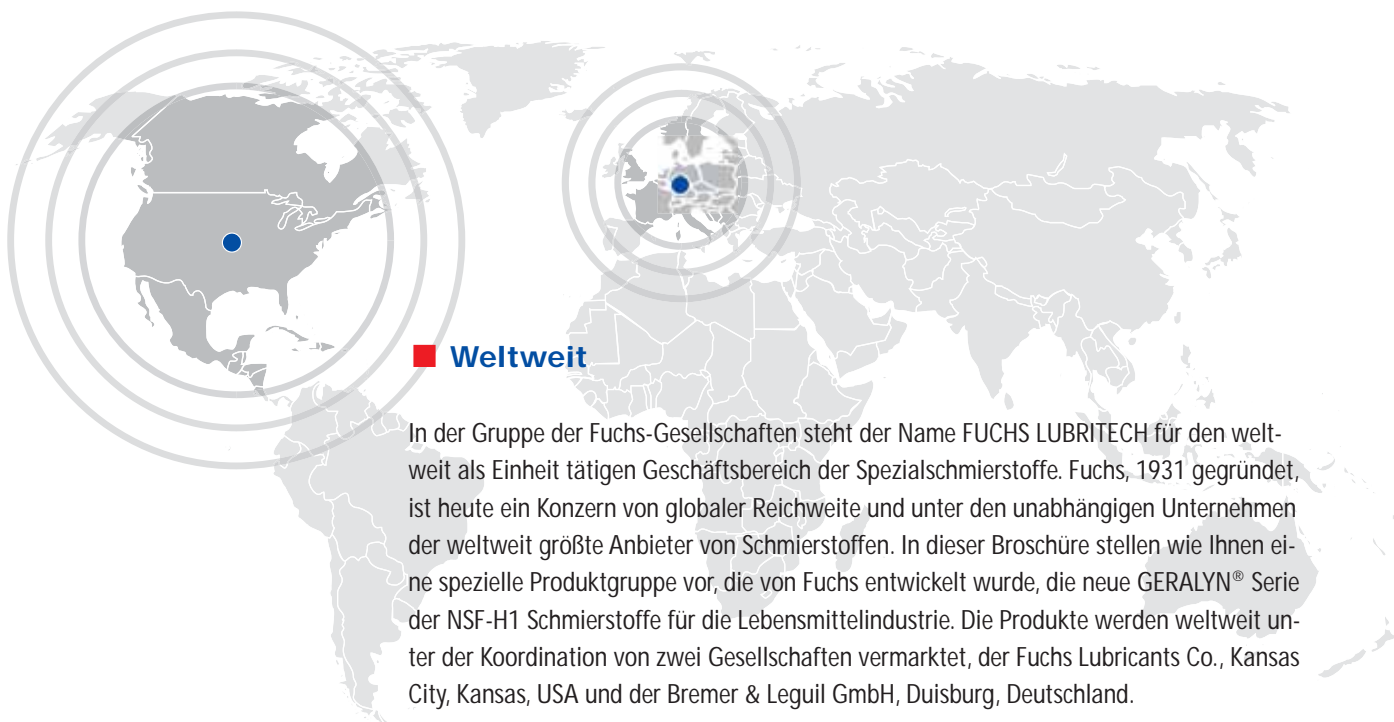 Weltweit
In der Gruppe der Fuchs-Gesellschaften steht der Name FUCHS LUBRITECH für den welt-
weit als Einheit tätigen Geschäftsbereich der Spezialschmierstoffe. Fuchs, 1931 gegründet,
ist heute ein Konzern von globaler Reichweite und unter den unabhängigen Unternehmen
der weltweit größte Anbieter von Schmierstoffen. In dieser Broschüre stellen wie Ihnen ei-
ne spezielle Produktgruppe vor, die von Fuchs entwickelt wurde, die neue GERALYN® Serie
der NSF-H1 Schmierstoffe für die Lebensmittelindustrie. Die Produkte werden weltweit un-
ter der Koordination von zwei Gesellschaften vermarktet, der Fuchs Lubricants Co., Kansas
City, Kansas, USA und der Bremer & Leguil GmbH, Duisburg, Deutschland.